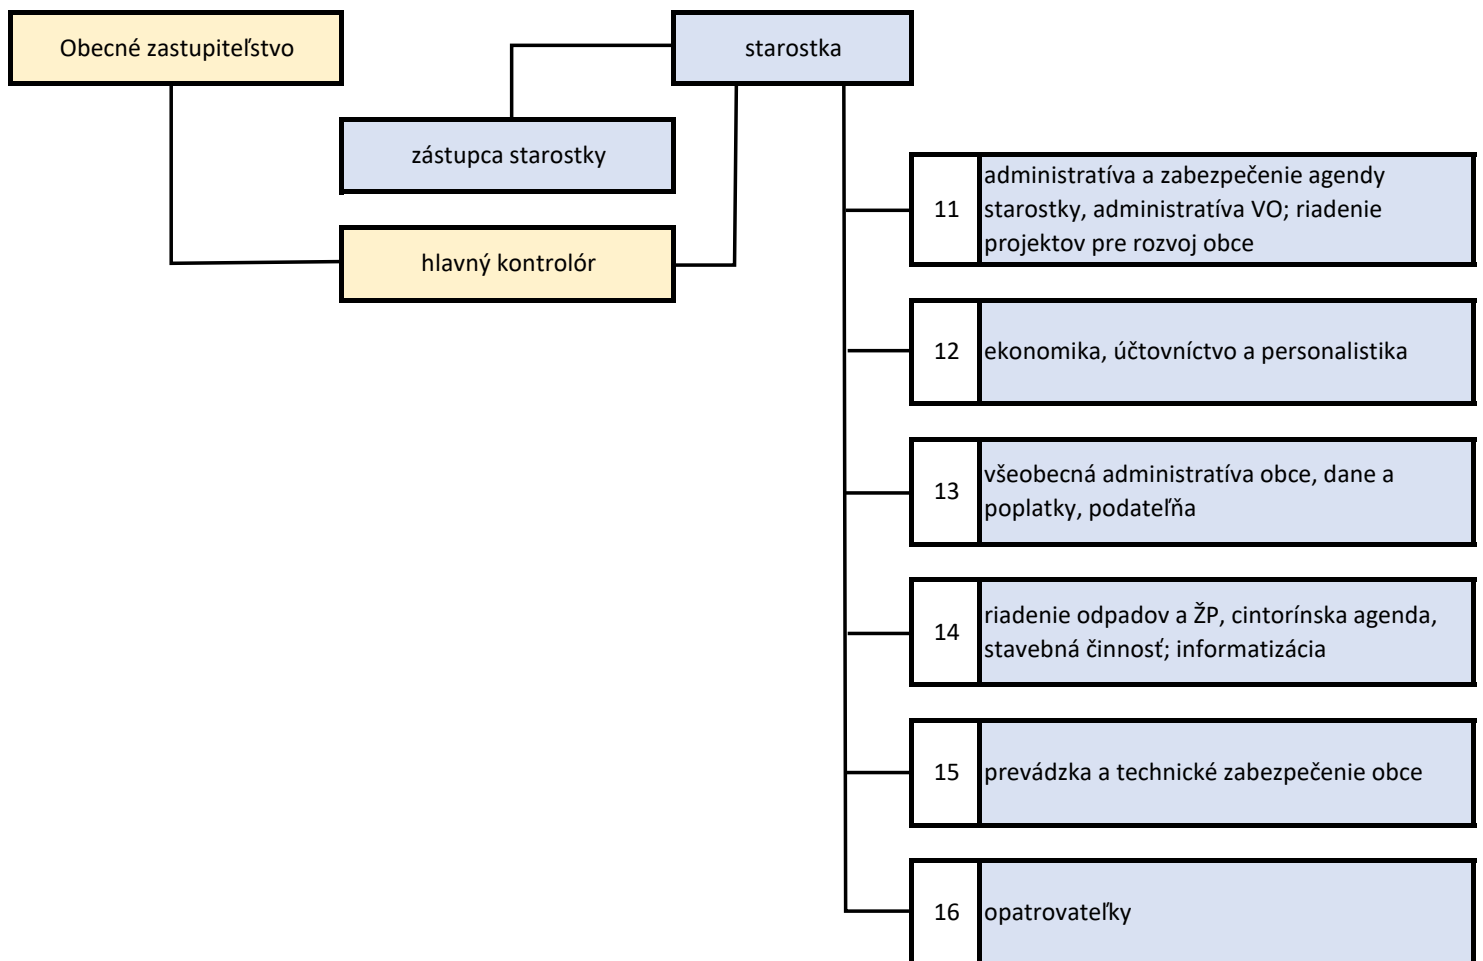 Obecné zastupiteľstvo
starostka
zástupca starostky
hlavný kontrolór
11
administratíva a zabezpečenie agendy
starostky, administratíva VO; riadenie
projektov pre rozvoj obce
12
ekonomika, účtovníctvo a personalistika
13
všeobecná administratíva obce, dane a
poplatky, podateľňa
14
riadenie odpadov a ŽP, cintorínska agenda,
stavebná činnosť; informatizácia
15
prevádzka a technické zabezpečenie obce
16
opatrovateľky